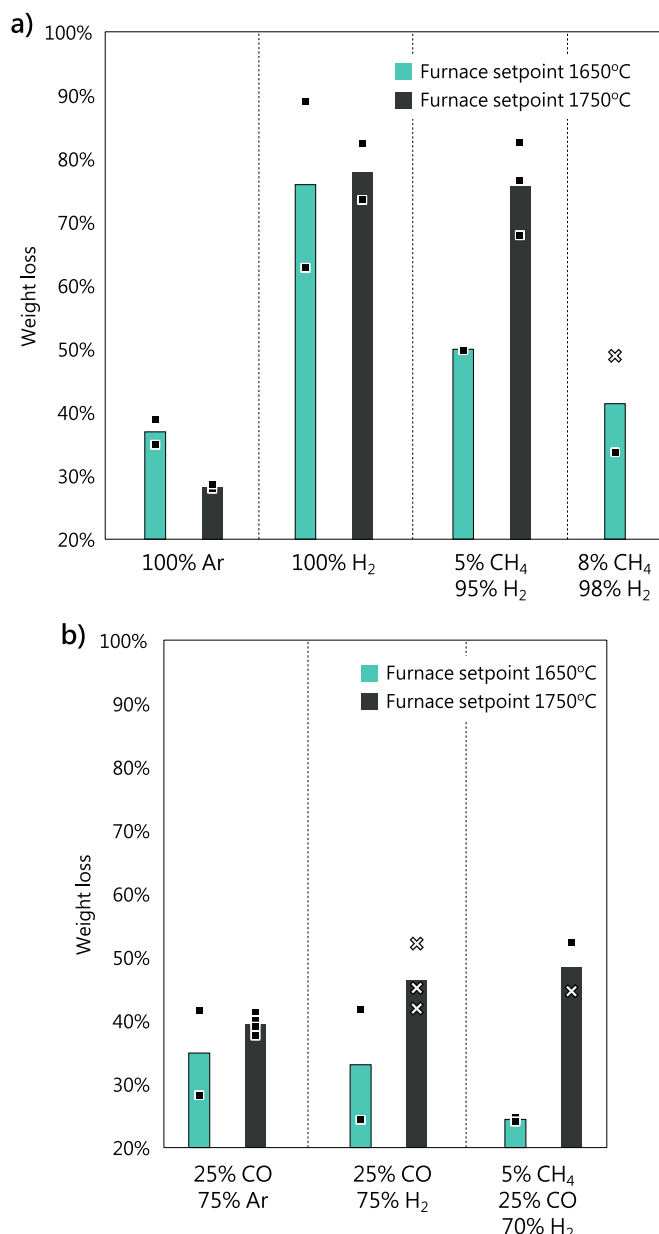 a)
100%
90%
80%
70%
60%
50%
40%
30%
20%
Weight loss
Furnace setpoint 1650°C
Furnace setpoint 1750°C
100% Ar
100% H₂
5% CH₄
95% H₂
8% CH₄
98% H₂
b)
100%
90%
80%
70%
60%
50%
40%
30%
20%
Weight loss
Furnace setpoint 1650°C
Furnace setpoint 1750°C
25% CO
75% Ar
25% CO
75% H₂
5% CH₄
25% CO
70% H₂